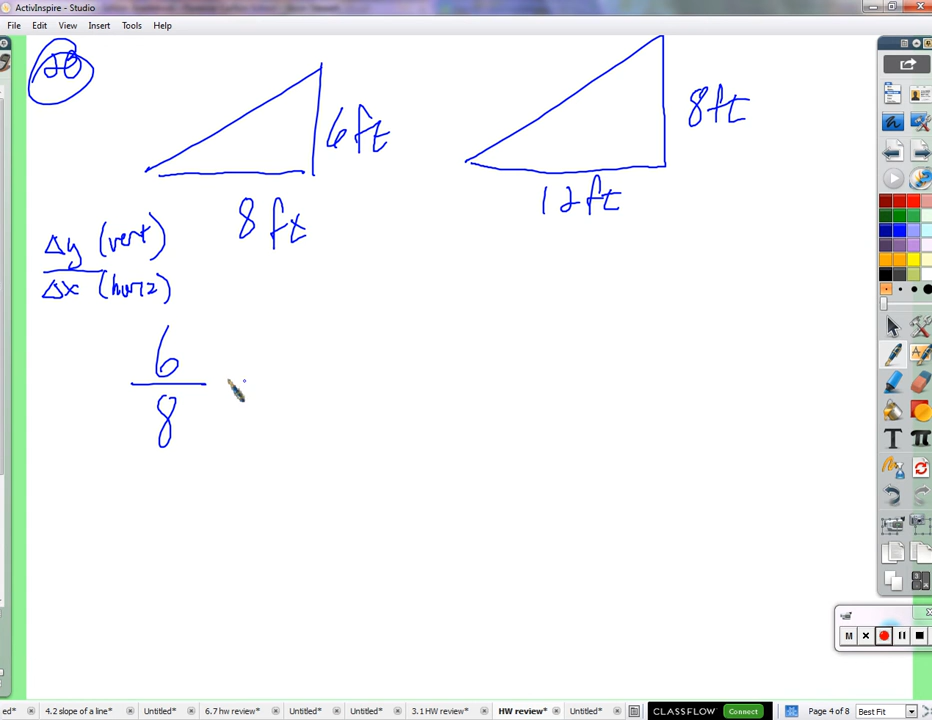 ActivInspire - Studio
File Edit View Insert Tools Help
20
6ft
8ft
8 ft
12ft
Δy (vert)
Δx (horiz)
6
8
M
CLASSFLOW Connect
ed* 4.2 slope of a line* Untitled* 6.7 hw review* Untitled* Untitled* 3.1 HW review* HW review* Untitled* Page 4 of 8 Best Fit